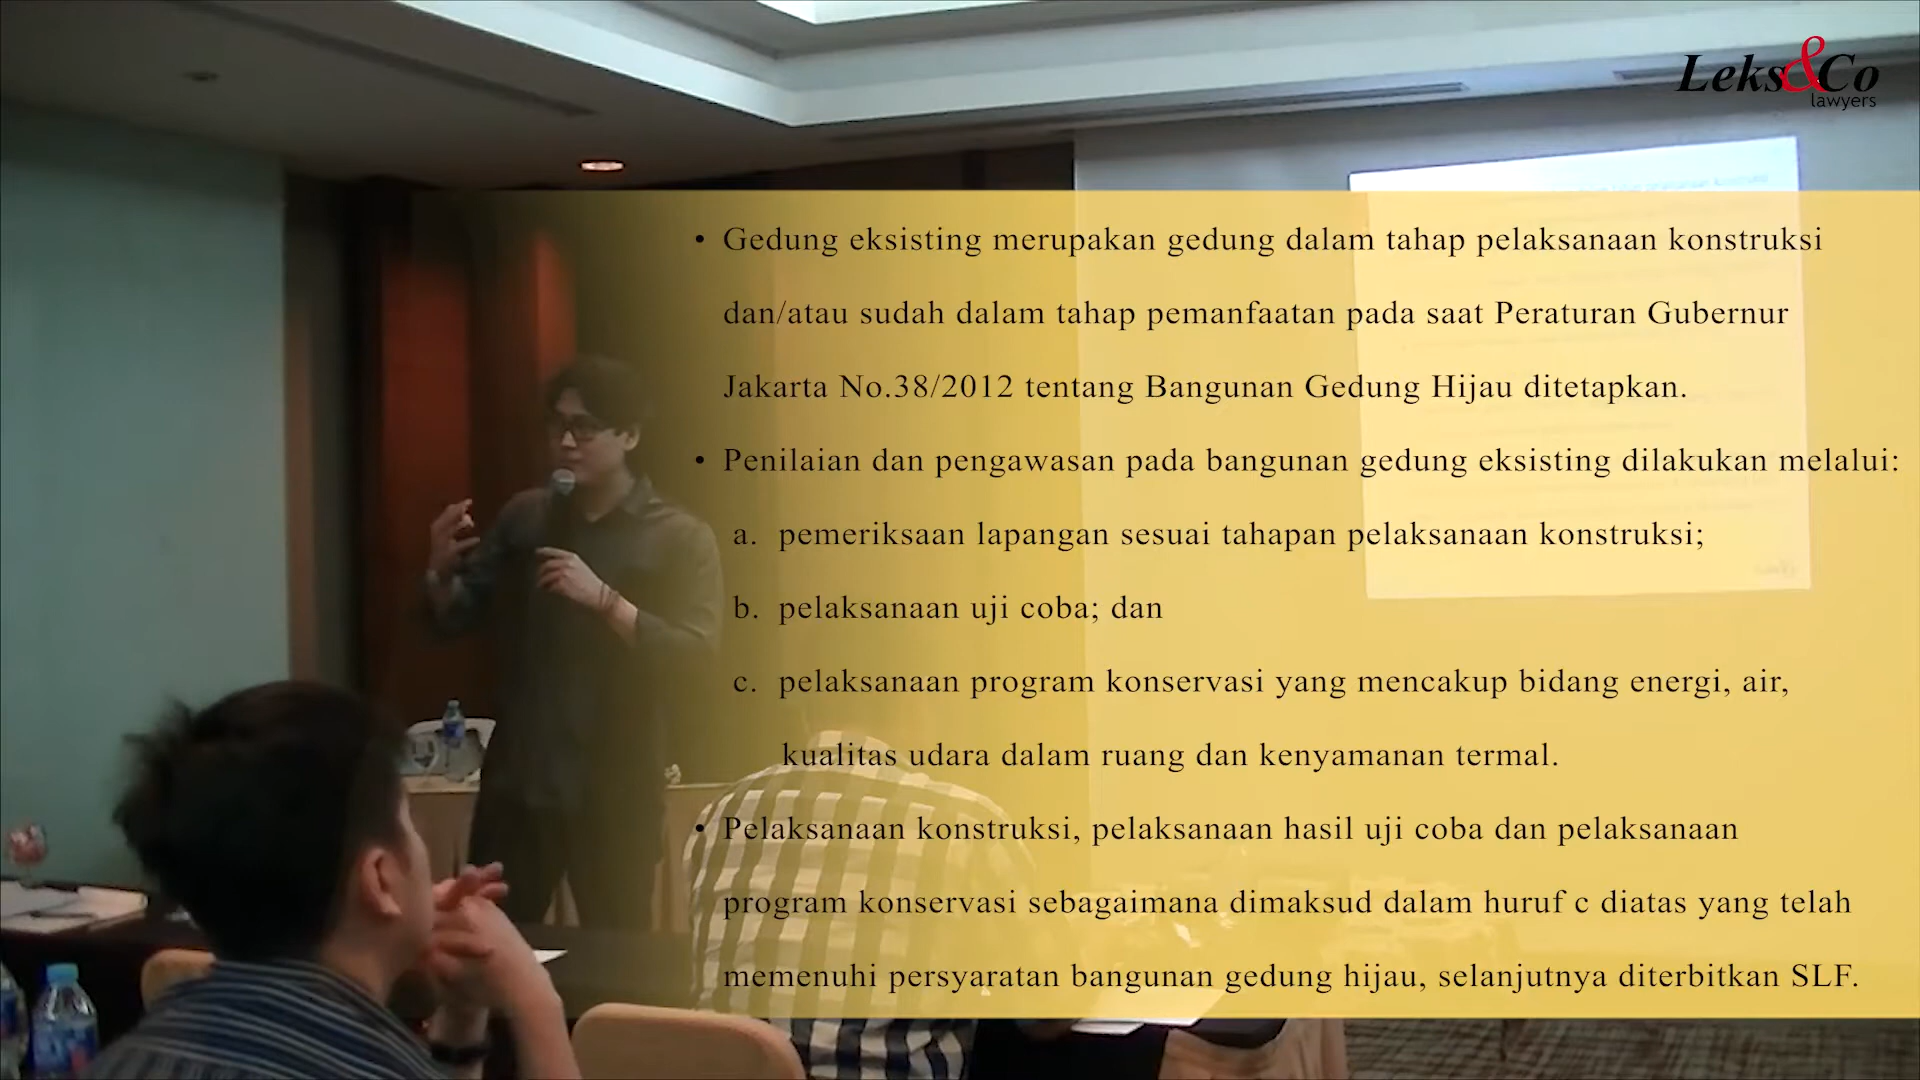 Leks&Co
lawyers
• Gedung eksisting merupakan gedung dalam tahap pelaksanaan konstruksi
dan/atau sudah dalam tahap pemanfaatan pada saat Peraturan Gubernur
Jakarta No.38/2012 tentang Bangunan Gedung Hijau ditetapkan.
• Penilaian dan pengawasan pada bangunan gedung eksisting dilakukan melalui:
a. pemeriksaan lapangan sesuai tahapan pelaksanaan konstruksi;
b. pelaksanaan uji coba; dan
c. pelaksanaan program konservasi yang mencakup bidang energi, air,
kualitas udara dalam ruang dan kenyamanan termal.
• Pelaksanaan konstruksi, pelaksanaan hasil uji coba dan pelaksanaan
program konservasi sebagaimana dimaksud dalam huruf c diatas yang telah
memenuhi persyaratan bangunan gedung hijau, selanjutnya diterbitkan SLF.